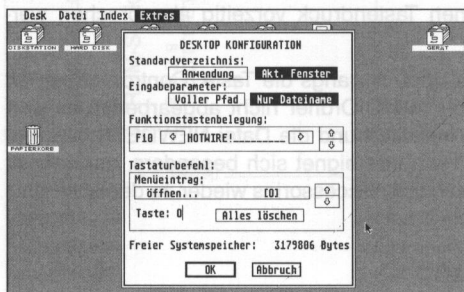 Desk Datei Index Extras
DISKSTATION HARD DISK GERÄT
PAPIERKORB
DESKTOP KONFIGURATION
Standardverzeichnis:
Anwendung Akt. Fenster
Eingabeparameter:
Voller Pfad Nur Dateiname
Funktionstastenbelegung:
F10 HOTWIRE!_________
Tastaturbefehl:
Menüeintrag:
öffnen... [O]
Taste: O
Alles löschen
Freier Systemspeicher: 3179806 Bytes
OK Abbruch